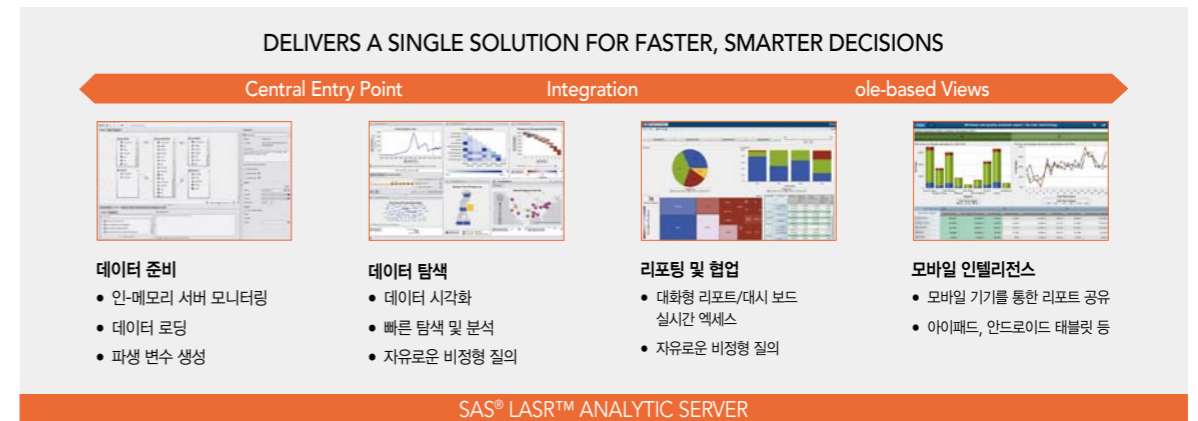 DELIVERS A SINGLE SOLUTION FOR FASTER, SMARTER DECISIONS
Central Entry Point
Integration
ole-based Views
데이터 준비
• 인-메모리 서버 모니터링
• 데이터 로딩
• 파생 변수 생성
데이터 탐색
• 데이터 시각화
• 빠른 탐색 및 분석
• 자유로운 비정형 질의
리포팅 및 협업
• 대화형 리포트/대시 보드
실시간 엑세스
• 자유로운 비정형 질의
모바일 인텔리전스
• 모바일 기기를 통한 리포트 공유
• 아이패드, 안드로이드 태블릿 등
SAS® LASR™ ANALYTIC SERVER